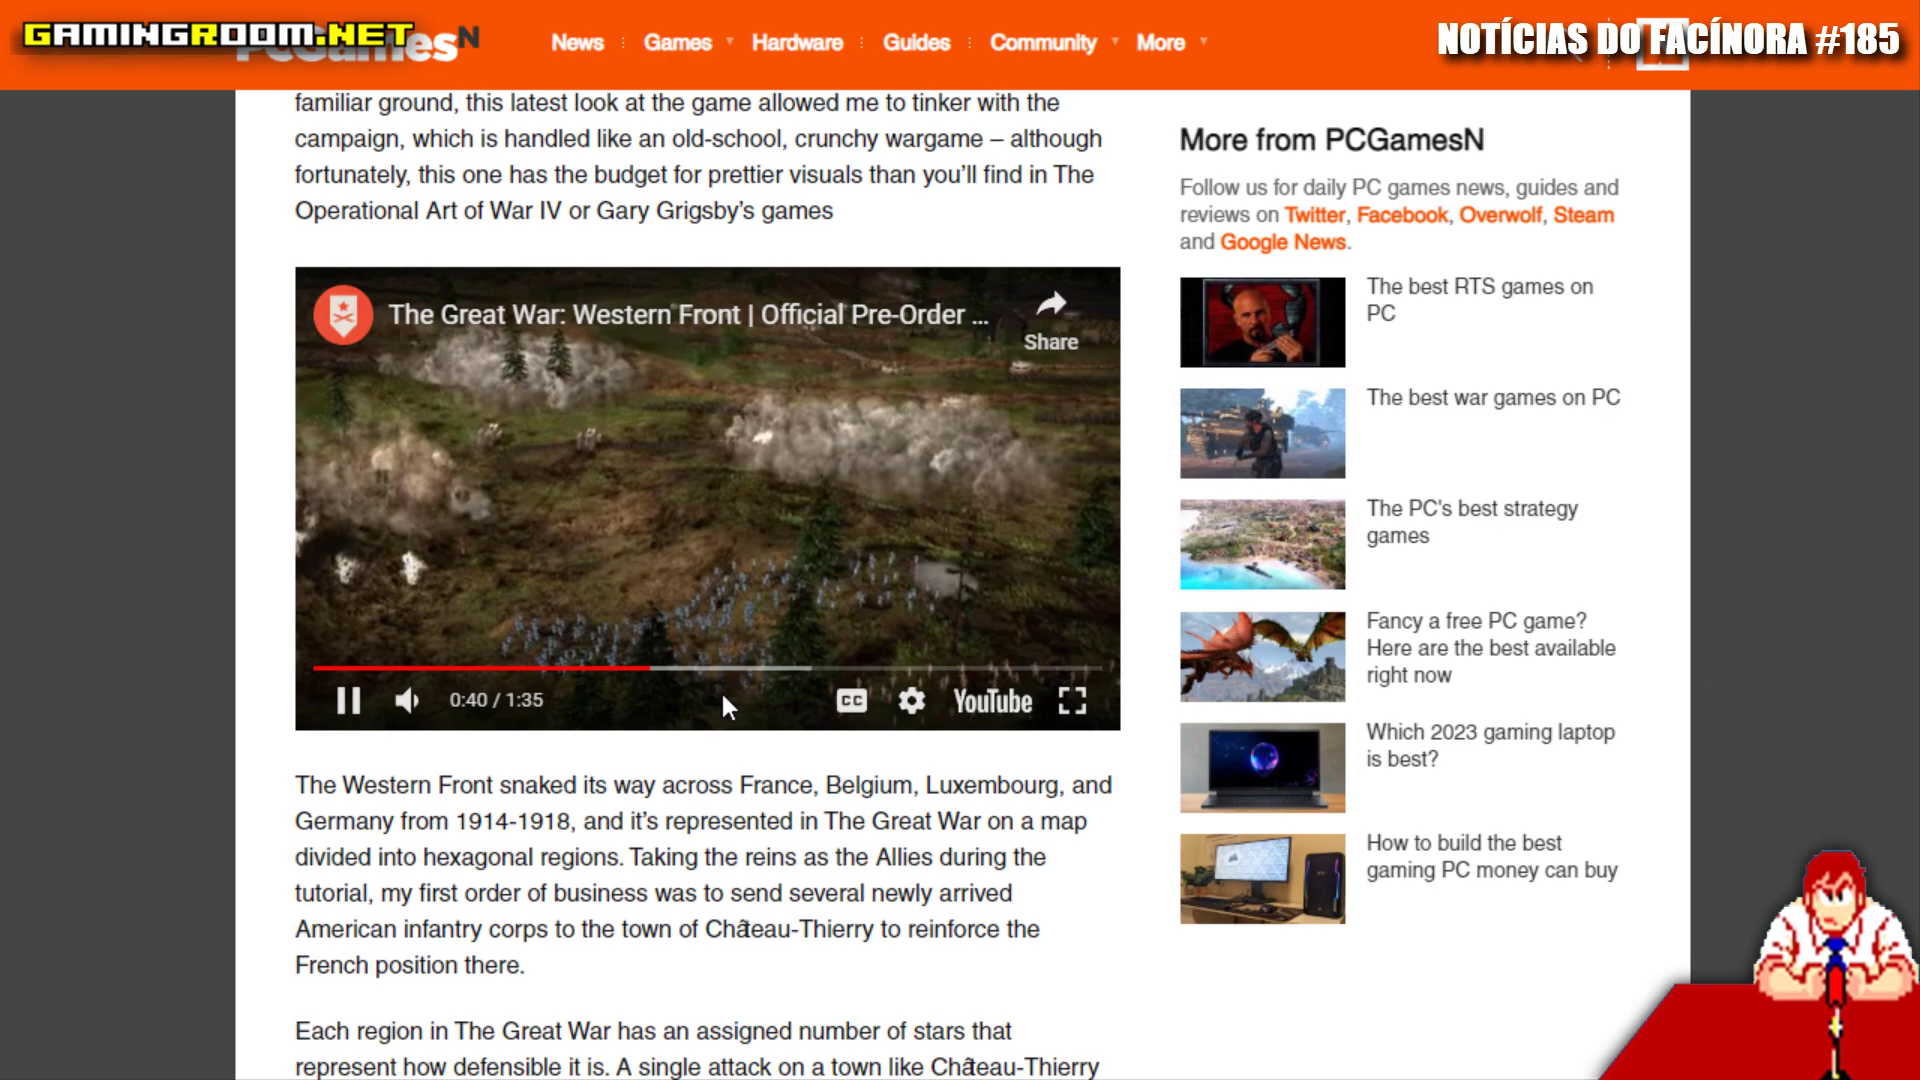 GAMINGROOM.NET
PCGamesN
News
Games
Hardware
Guides
Community
More
NOTÍCIAS DO FACÍNORA #185
familiar ground, this latest look at the game allowed me to tinker with the
campaign, which is handled like an old-school, crunchy wargame – although
fortunately, this one has the budget for prettier visuals than you'll find in The
Operational Art of War IV or Gary Grigsby's games
The Great War: Western Front | Official Pre-Order ...
Share
0:40 / 1:35
CC
YouTube
The Western Front snaked its way across France, Belgium, Luxembourg, and
Germany from 1914-1918, and it's represented in The Great War on a map
divided into hexagonal regions. Taking the reins as the Allies during the
tutorial, my first order of business was to send several newly arrived
American infantry corps to the town of Château-Thierry to reinforce the
French position there.
Each region in The Great War has an assigned number of stars that
represent how defensible it is. A single attack on a town like Château-Thierry
More from PCGamesN
Follow us for daily PC games news, guides and
reviews on Twitter, Facebook, Overwolf, Steam
and Google News.
The best RTS games on
PC
The best war games on PC
The PC's best strategy
games
Fancy a free PC game?
Here are the best available
right now
Which 2023 gaming laptop
is best?
How to build the best
gaming PC money can buy